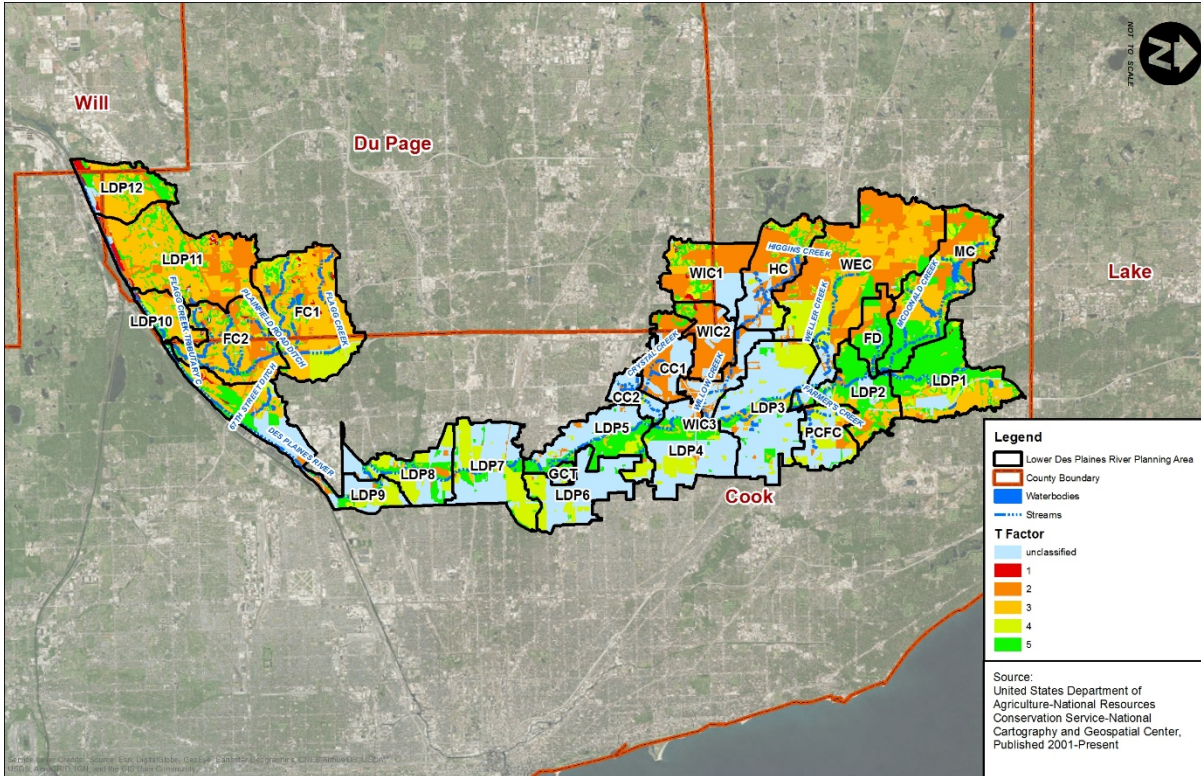 NOT TO SCALE
N
Will
Du Page
Lake
Cook
LDP12
LDP11
LDP10
FLAGG CREEK TRIBUTARY C
FC2
PLAINFIELD ROAD DITCH
FC1
FLAGG CREEK
67TH STREET DITCH
DES PLAINES RIVER
LDP9
LDP8
LDP7
GCT
LDP6
LDP5
CC2
CRYSTAL CREEK
CC1
WIC1
WIC2
WILLOW CREEK
WIC3
LDP4
LDP3
HC
HIGGINS CREEK
WEC
WELLER CREEK
FARMER'S CREEK
PCFC
LDP2
FD
MCDONALD CREEK
MC
LDP1
Legend
Lower Des Plaines River Planning Area
County Boundary
Waterbodies
Streams
T Factor
unclassified
1
2
3
4
5
Source:
United States Department of
Agriculture-National Resources
Conservation Service-National
Cartography and Geospatial Center,
Published 2001-Present